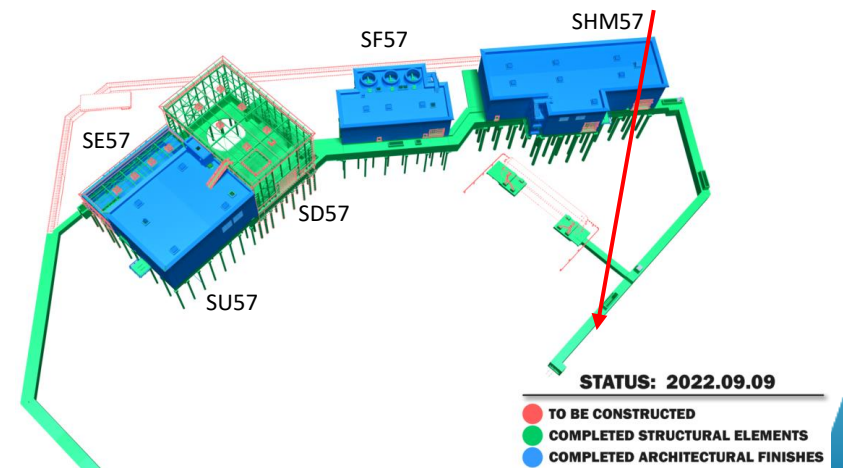 SHM57
SF57
SE57
SD57
SU57
STATUS: 2022.09.09
TO BE CONSTRUCTED
COMPLETED STRUCTURAL ELEMENTS
COMPLETED ARCHITECTURAL FINISHES